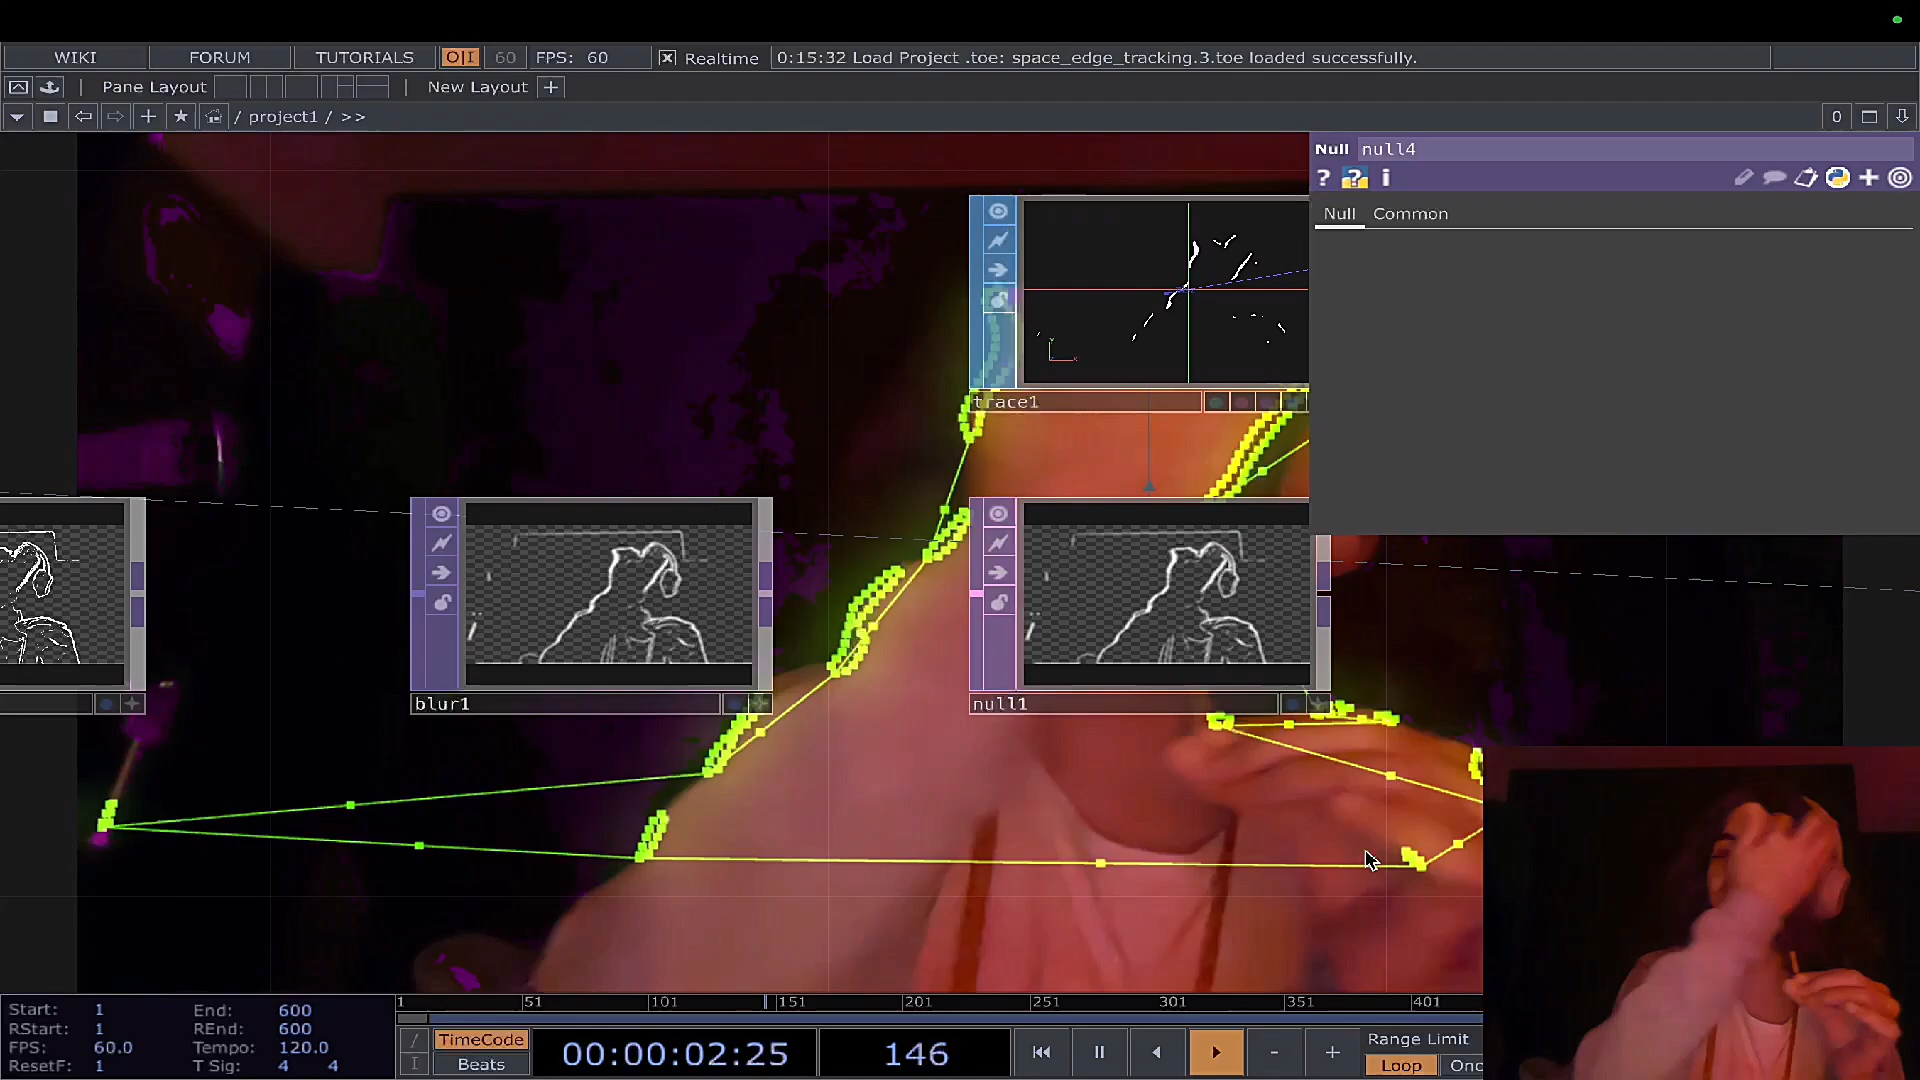 WIKI
FORUM
TUTORIALS
O|I
60
FPS: 60
Realtime
0:15:32 Load Project .toe: space_edge_tracking.3.toe loaded successfully.
Pane Layout
New Layout
/ project1 / >>
0
Null null4
Null Common
trace1
blur1
null1
Start: 1 End: 600
RStart: 1 REnd: 600
FPS: 60.0 Tempo: 120.0
ResetF: 1 T Sig: 4 4
1 51 101 151 201 251 301 351 401
TimeCode
Beats
00:00:02:25
146
Range Limit
Loop
Onc